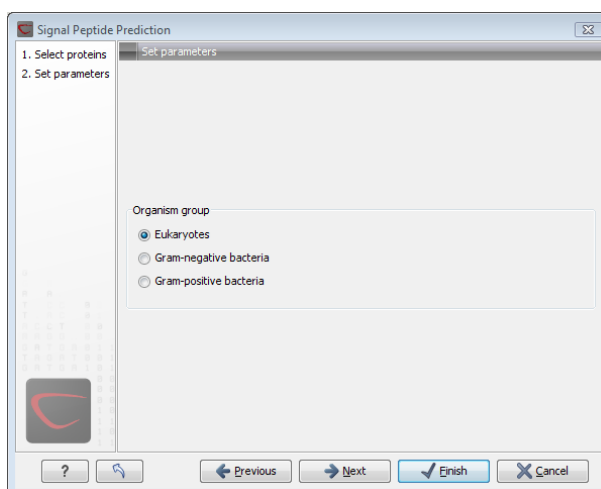 Signal Peptide Prediction
1. Select proteins
2. Set parameters
Set parameters
Organism group
Eukaryotes
Gram-negative bacteria
Gram-positive bacteria
?
Previous
Next
Finish
Cancel